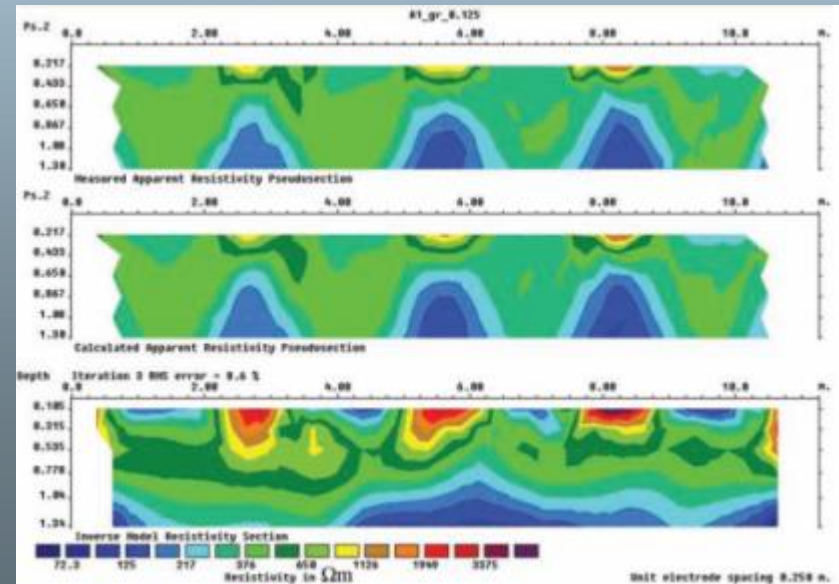 A1_gr_0.125
Ps.Z 0.0 2.00 4.00 6.00 8.00 10.0 m.
0.217
0.433
0.650
0.867
1.08
1.30
Measured Apparent Resistivity Pseudosection
Ps.Z 0.0 2.00 4.00 6.00 8.00 10.0 m.
0.217
0.433
0.650
0.867
1.08
1.30
Calculated Apparent Resistivity Pseudosection
Depth Iteration 3 RMS error = 0.6 %
0.0 2.00 4.00 6.00 8.00 10.0 m.
0.105
0.315
0.535
0.778
1.04
1.34
Inverse Model Resistivity Section
72.3 125 217 376 650 1126 1940 3375
Resistivity in Ωm
Unit electrode spacing 0.250 m.